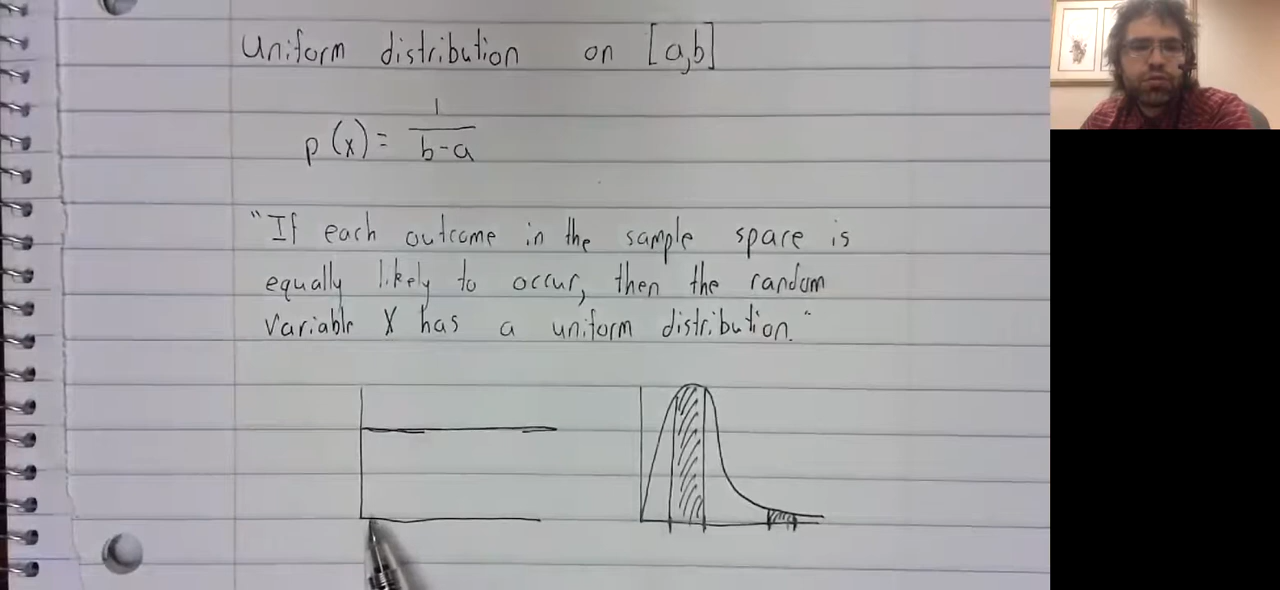 Uniform distribution on [a,b]
p(x) = 1/(b-a)
"If each outcome in the sample space is
equally likely to occur, then the random
variable X has a uniform distribution."